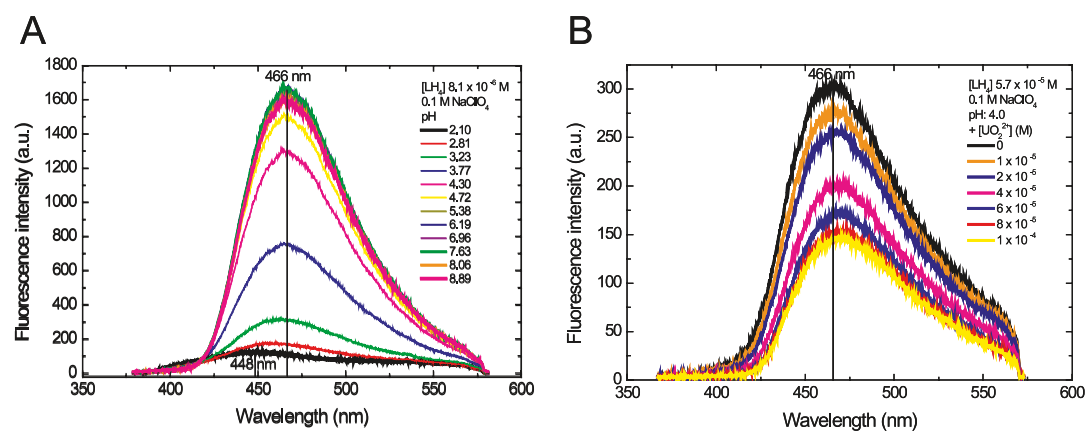 A
1800
1600
1400
1200
1000
800
600
400
200
0
350
400
450
500
550
600
Fluorescence intensity (a.u.)
Wavelength (nm)
466 nm
448 nm
[LH₄] 8.1 x 10⁻⁶ M
0.1 M NaClO₄
pH
2.10
2.81
3.23
3.77
4.30
4.72
5.38
6.19
6.96
7.63
8.06
8.89
B
300
250
200
150
100
50
0
350
400
450
500
550
600
Fluorescence intensity (a.u.)
Wavelength (nm)
466 nm
[LH₄] 5.7 x 10⁻⁵ M
0.1 M NaClO₄
pH: 4.0
+ [UO₂²⁺] (M)
0
1 x 10⁻⁵
2 x 10⁻⁵
4 x 10⁻⁵
6 x 10⁻⁵
8 x 10⁻⁵
1 x 10⁻⁴